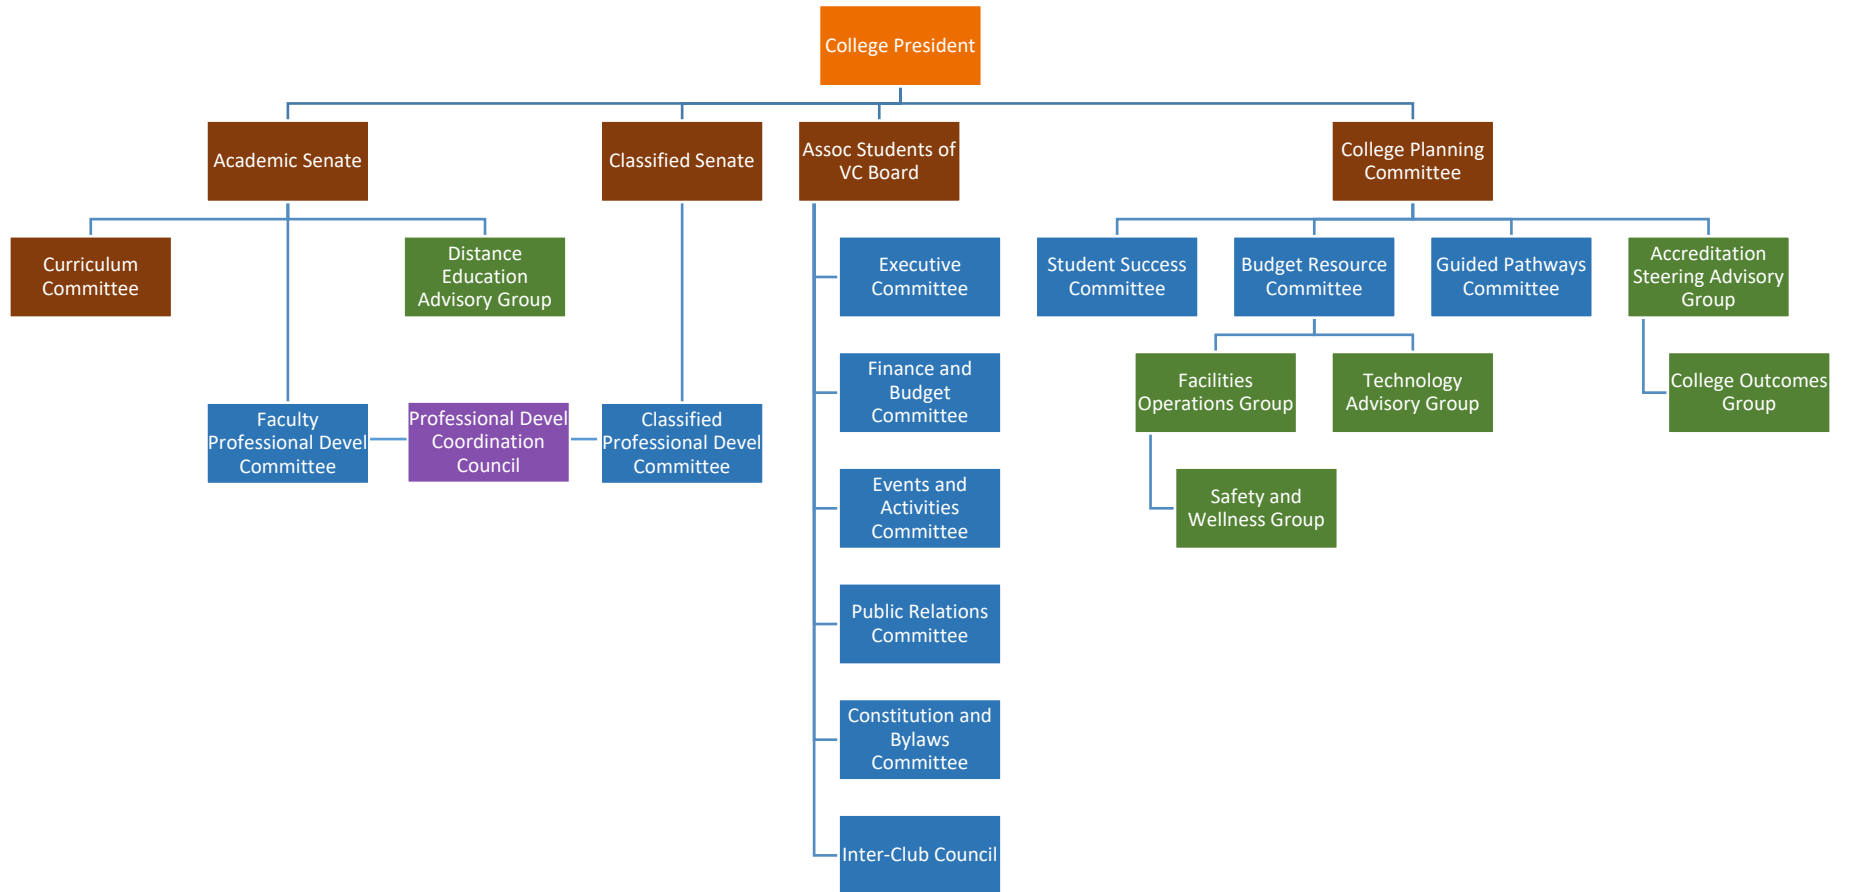 College President
Academic Senate
Classified Senate
Assoc Students of
VC Board
College Planning
Committee
Curriculum
Committee
Distance
Education
Advisory Group
Executive
Committee
Student Success
Committee
Budget Resource
Committee
Guided Pathways
Committee
Accreditation
Steering Advisory
Group
Finance and
Budget
Committee
Facilities
Operations Group
Technology
Advisory Group
College Outcomes
Group
Faculty
Professional Devel
Committee
Professional Devel
Coordination
Council
Classified
Professional Devel
Committee
Events and
Activities
Committee
Safety and
Wellness Group
Public Relations
Committee
Constitution and
Bylaws
Committee
Inter-Club Council